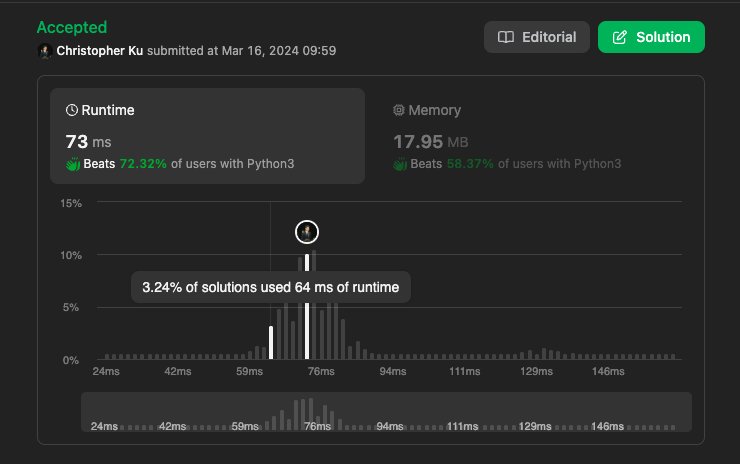 Accepted
Christopher Ku submitted at Mar 16, 2024 09:59
Editorial
Solution
Runtime
73 ms
Beats 72.32% of users with Python3
Memory
17.95 MB
Beats 58.37% of users with Python3
15%
10%
5%
0%
3.24% of solutions used 64 ms of runtime
24ms 42ms 59ms 76ms 94ms 111ms 129ms 146ms
24ms 42ms 59ms 76ms 94ms 111ms 129ms 146ms